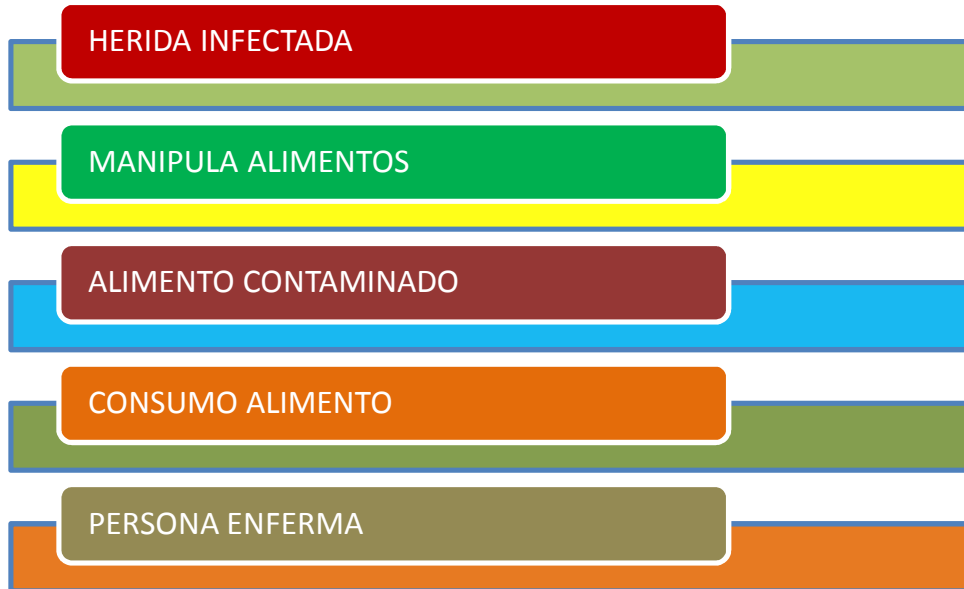 HERIDA INFECTADA
MANIPULA ALIMENTOS
ALIMENTO CONTAMINADO
CONSUMO ALIMENTO
PERSONA ENFERMA